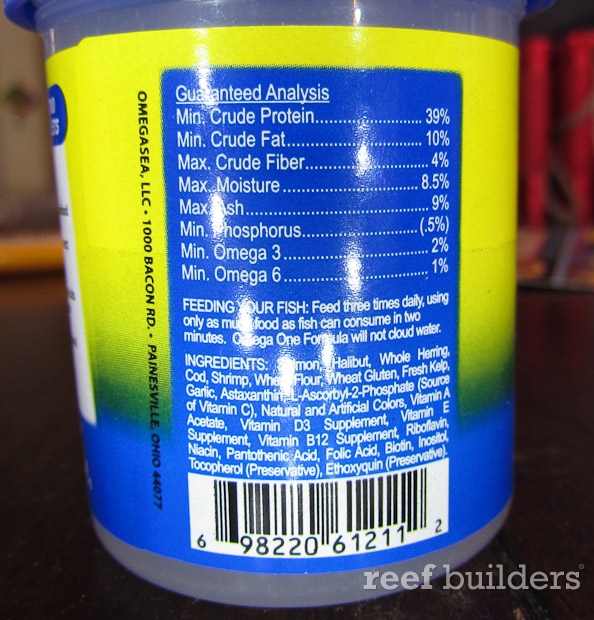 Guaranteed Analysis
Min. Crude Protein........................ 39%
Min. Crude Fat............................... 10%
Max. Crude Fiber............................ 4%
Max. Moisture............................... 8.5%
Max. Ash........................................ 9%
Min. Phosphorus........................ (.5%)
Min. Omega 3................................ 2%
Min. Omega 6................................ 1%
FEEDING YOUR FISH: Feed three times daily, using
only as much food as fish can consume in two
minutes. Omega One Formula will not cloud water.
INGREDIENTS: Salmon, Halibut, Whole Herring,
Cod, Shrimp, Wheat Flour, Wheat Gluten, Fresh Kelp,
Garlic, Astaxanthin, L-Ascorbyl-2-Phosphate (Source
of Vitamin C), Natural and Artificial Colors, Vitamin A
Acetate, Vitamin D3 Supplement, Vitamin E
Supplement, Vitamin B12 Supplement, Riboflavin,
Niacin, Pantothenic Acid, Folic Acid, Biotin, Inositol,
Tocopherol (Preservative), Ethoxyquin (Preservative).
6 98220 61211 2
OMEGASEA, LLC • 1000 BACON RD. • PAINESVILLE, OHIO 44077
reef builders